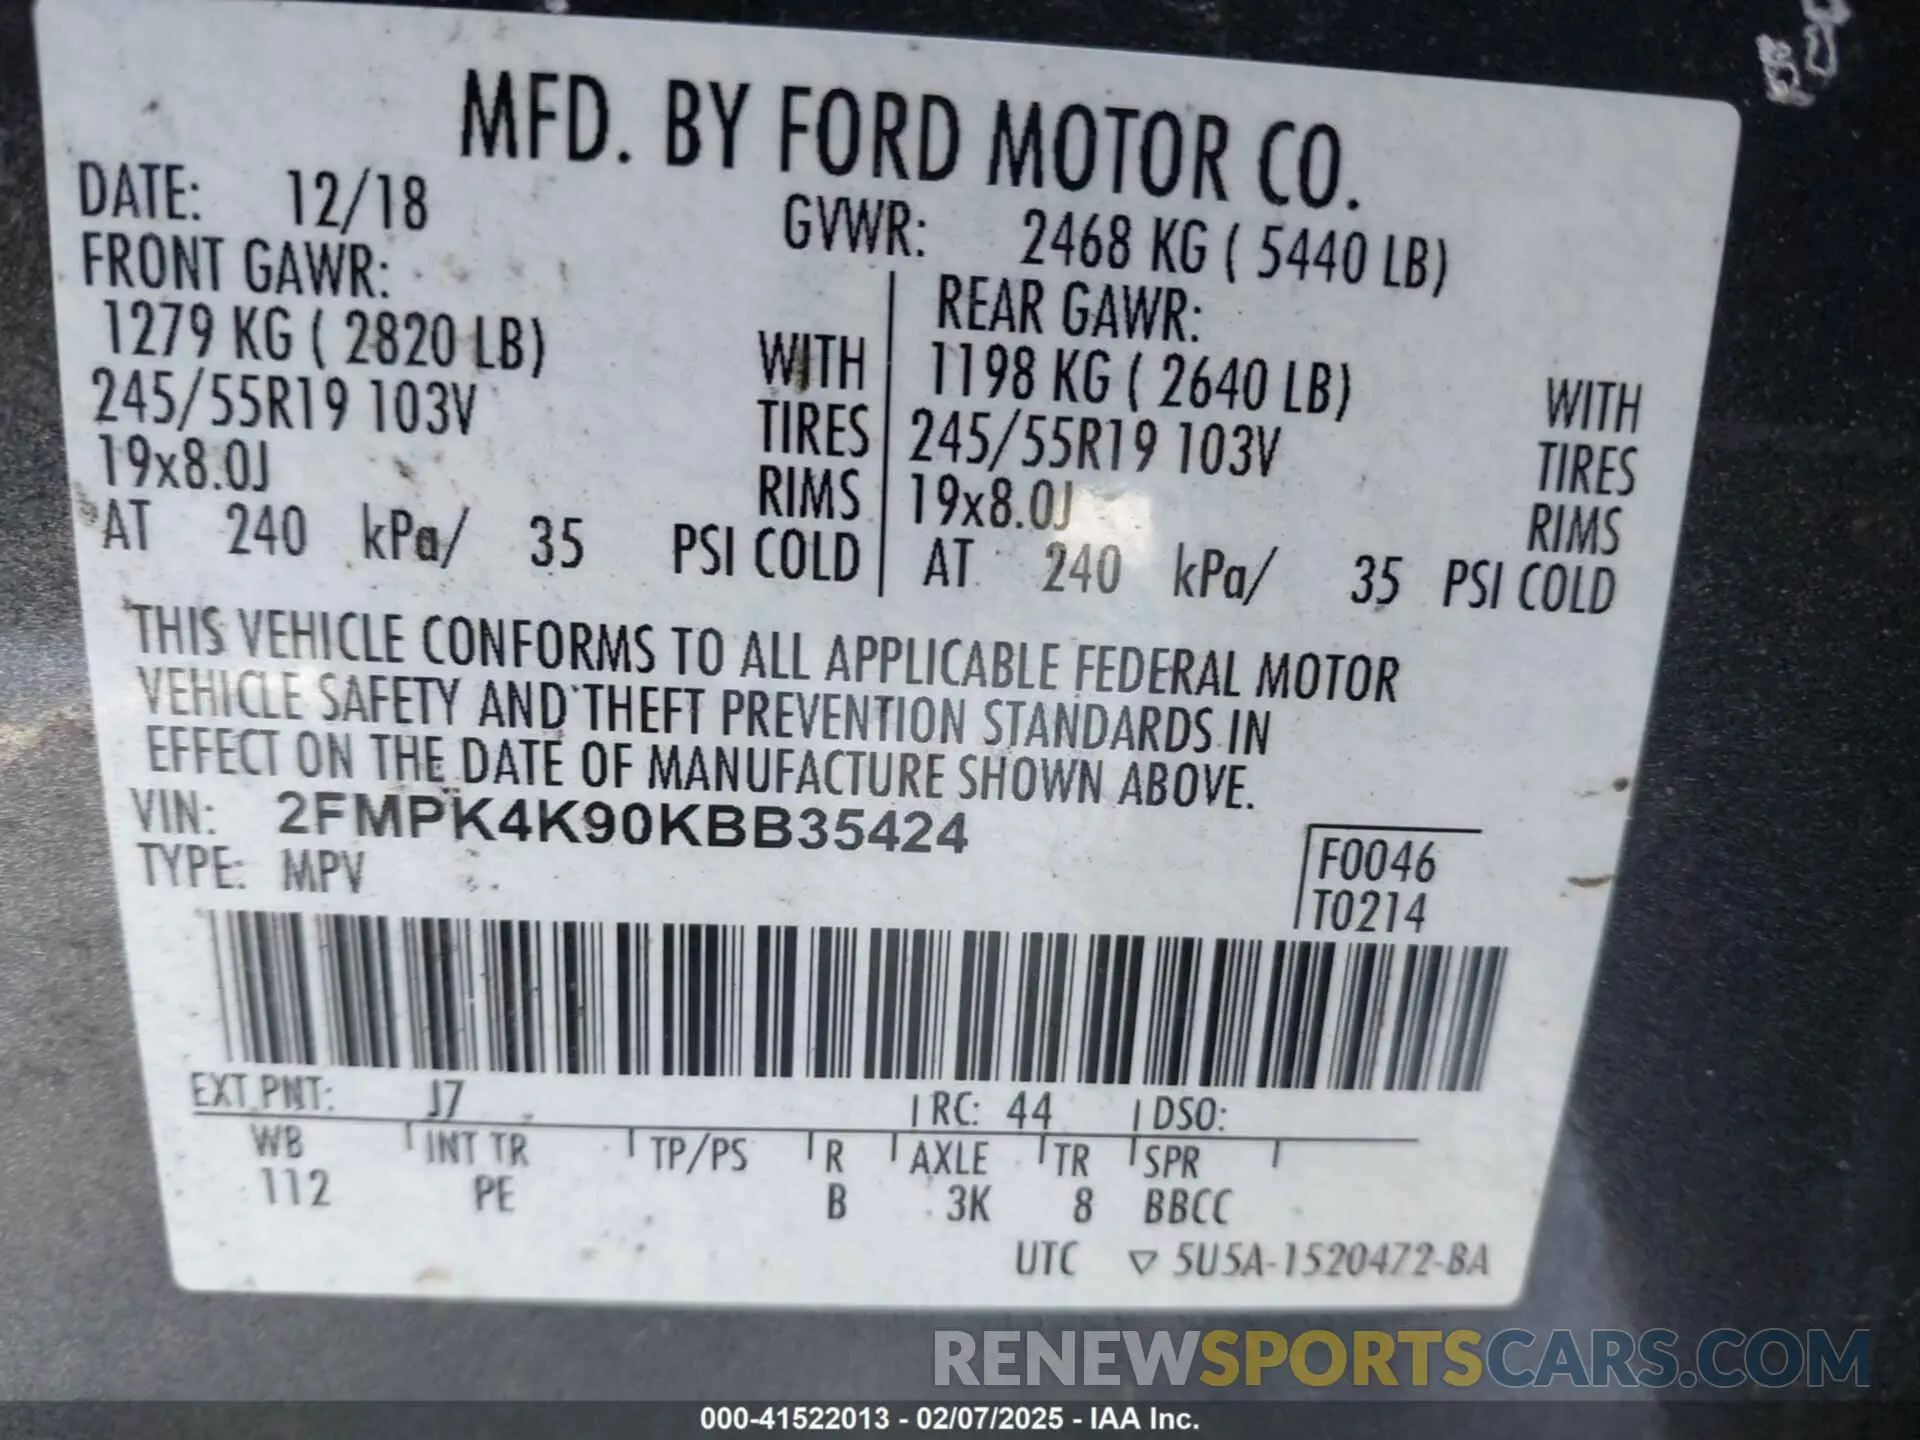 MFD. BY FORD MOTOR CO.
DATE: 12/18 GVWR: 2468 KG ( 5440 LB)
FRONT GAWR: REAR GAWR:
1279 KG ( 2820 LB) WITH 1198 KG ( 2640 LB) WITH
245/55R19 103V TIRES 245/55R19 103V TIRES
19x8.0J RIMS 19x8.0J RIMS
AT 240 kPa/ 35 PSI COLD AT 240 kPa/ 35 PSI COLD
THIS VEHICLE CONFORMS TO ALL APPLICABLE FEDERAL MOTOR
VEHICLE SAFETY AND THEFT PREVENTION STANDARDS IN
EFFECT ON THE DATE OF MANUFACTURE SHOWN ABOVE.
VIN: 2FMPK4K90KBB35424
TYPE: MPV
F0046
T0214
EXT PNT: J7 RC: 44 DSO:
WB INT TR TP/PS R AXLE TR SPR
112 PE B 3K 8 BBCC
UTC ▽ 5U5A-1520472-BA
RENEWSPORTSCARS.COM
000-41522013 - 02/07/2025 - IAA Inc.